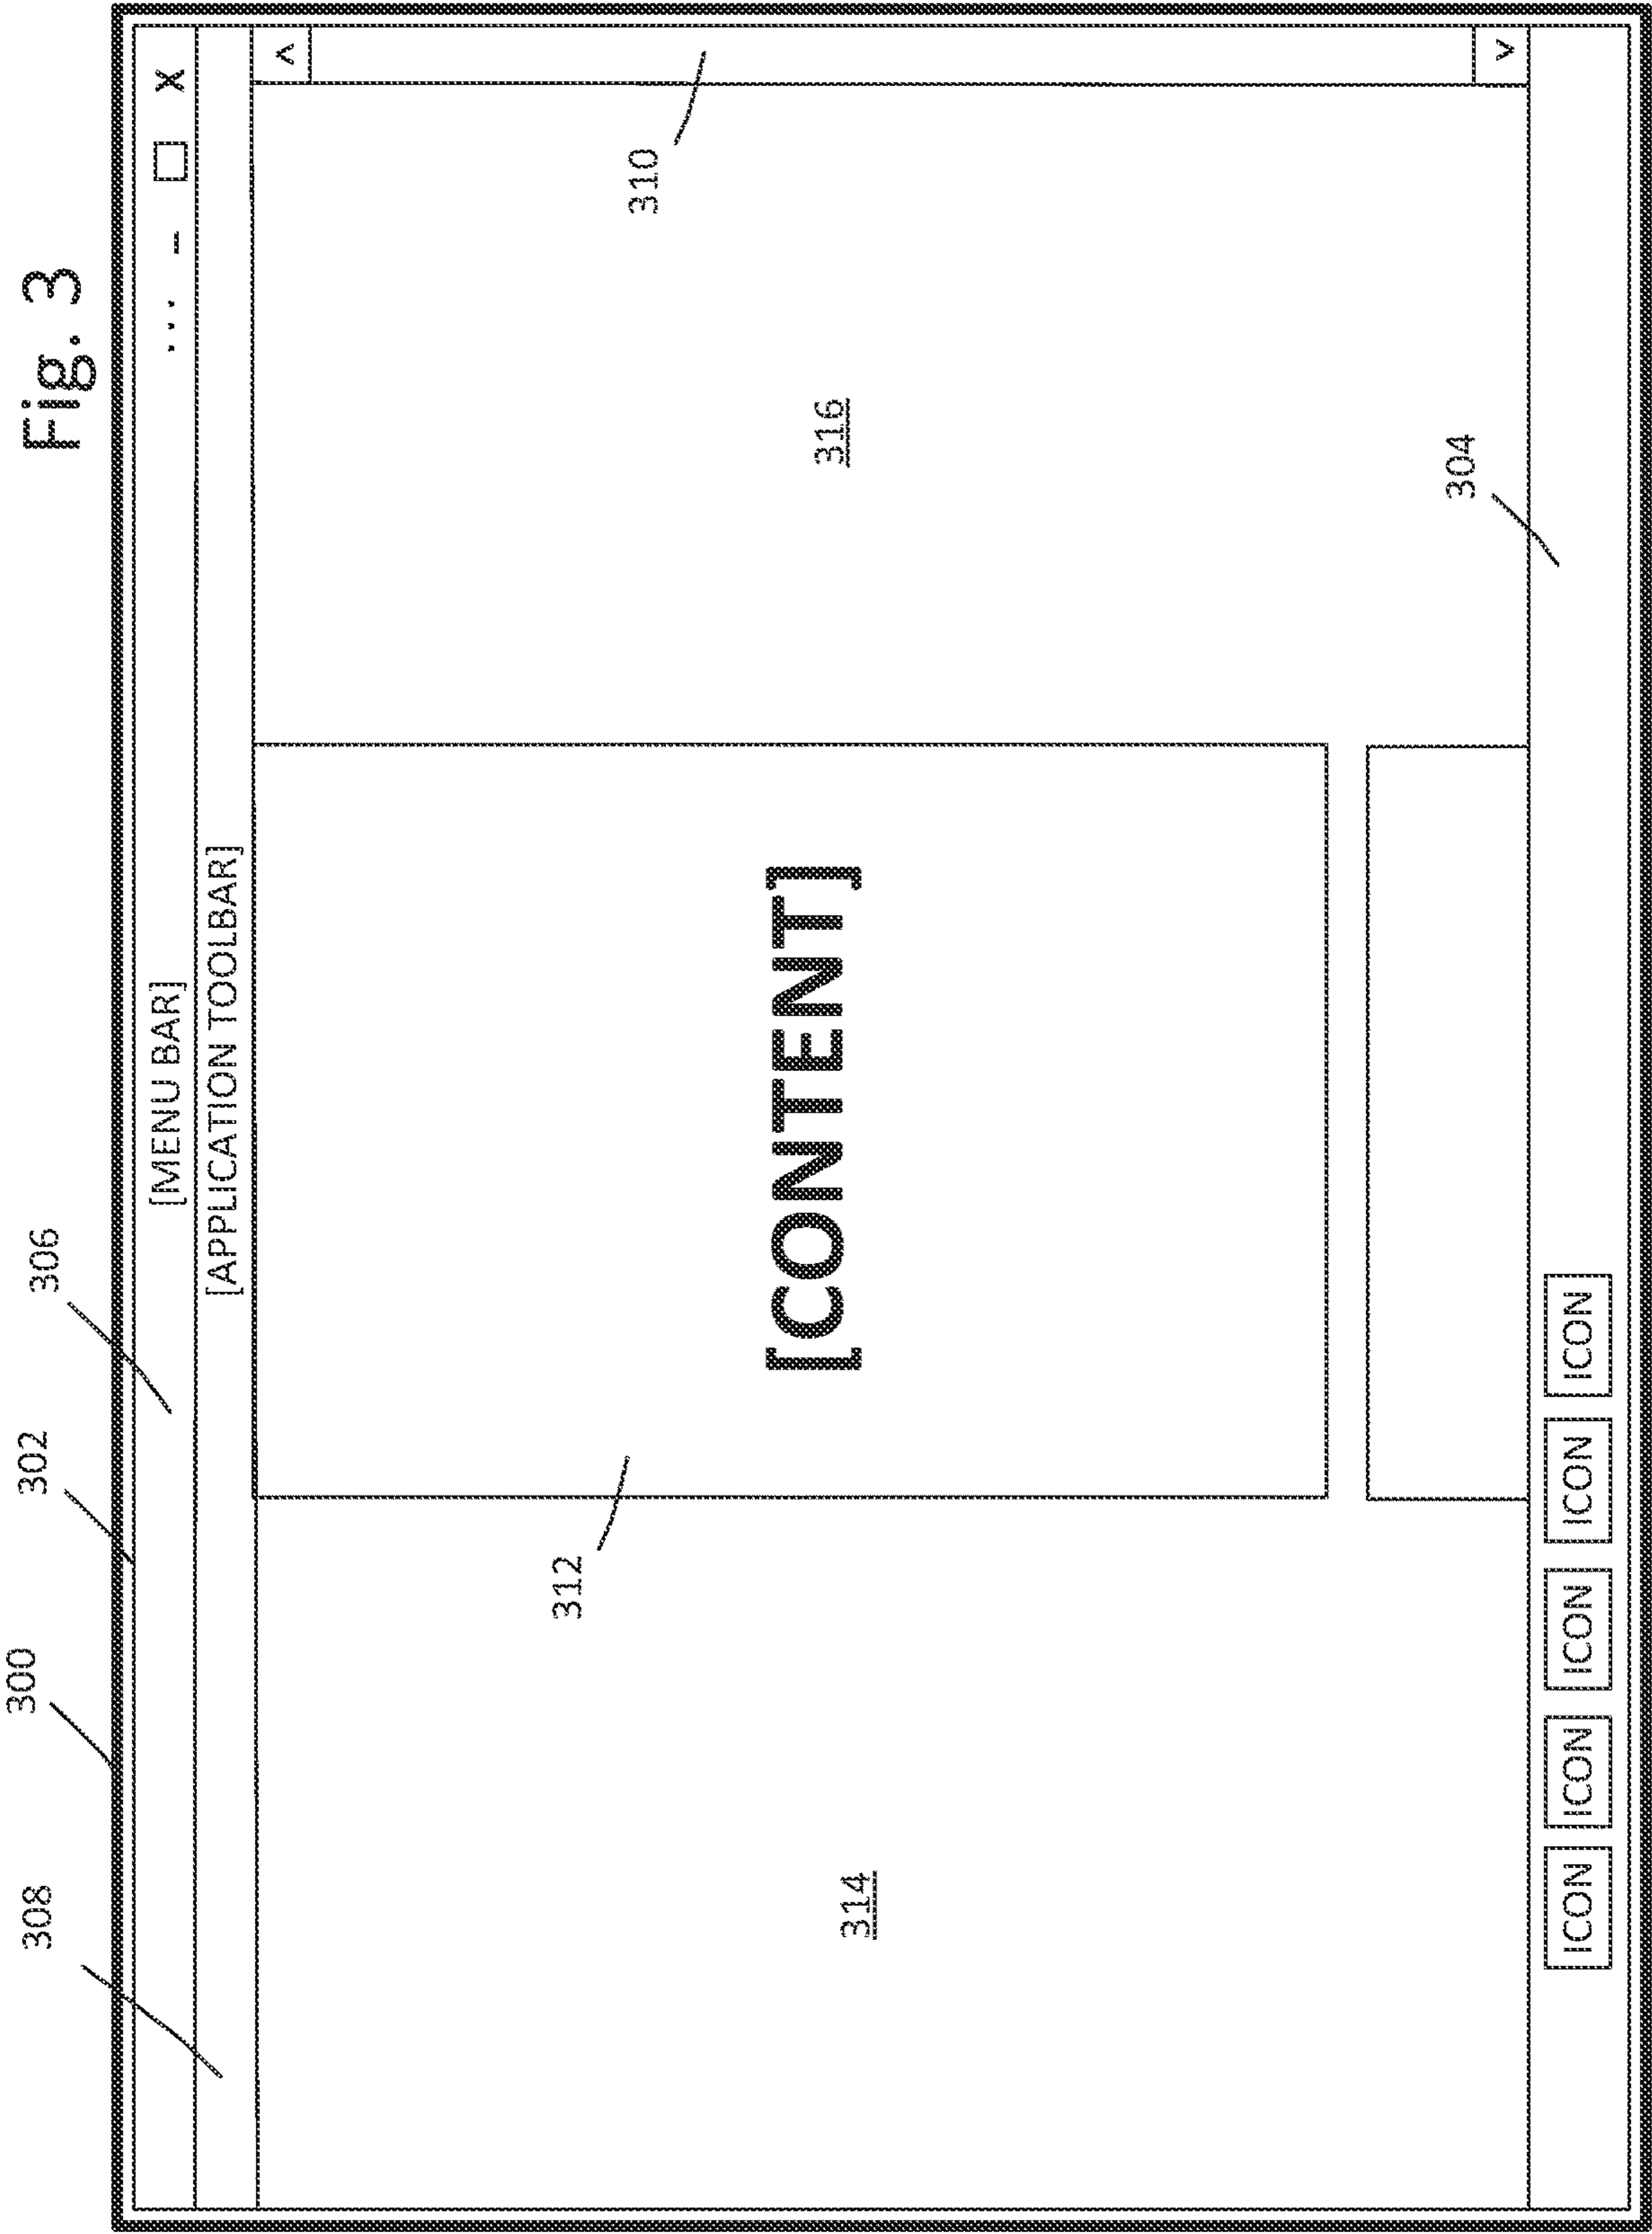 Fig. 3
308
300
302
306
[MENU BAR]
... – □ X
[APPLICATION TOOLBAR]
^
310
312
[CONTENT]
314
316
304
v
ICON ICON ICON ICON ICON